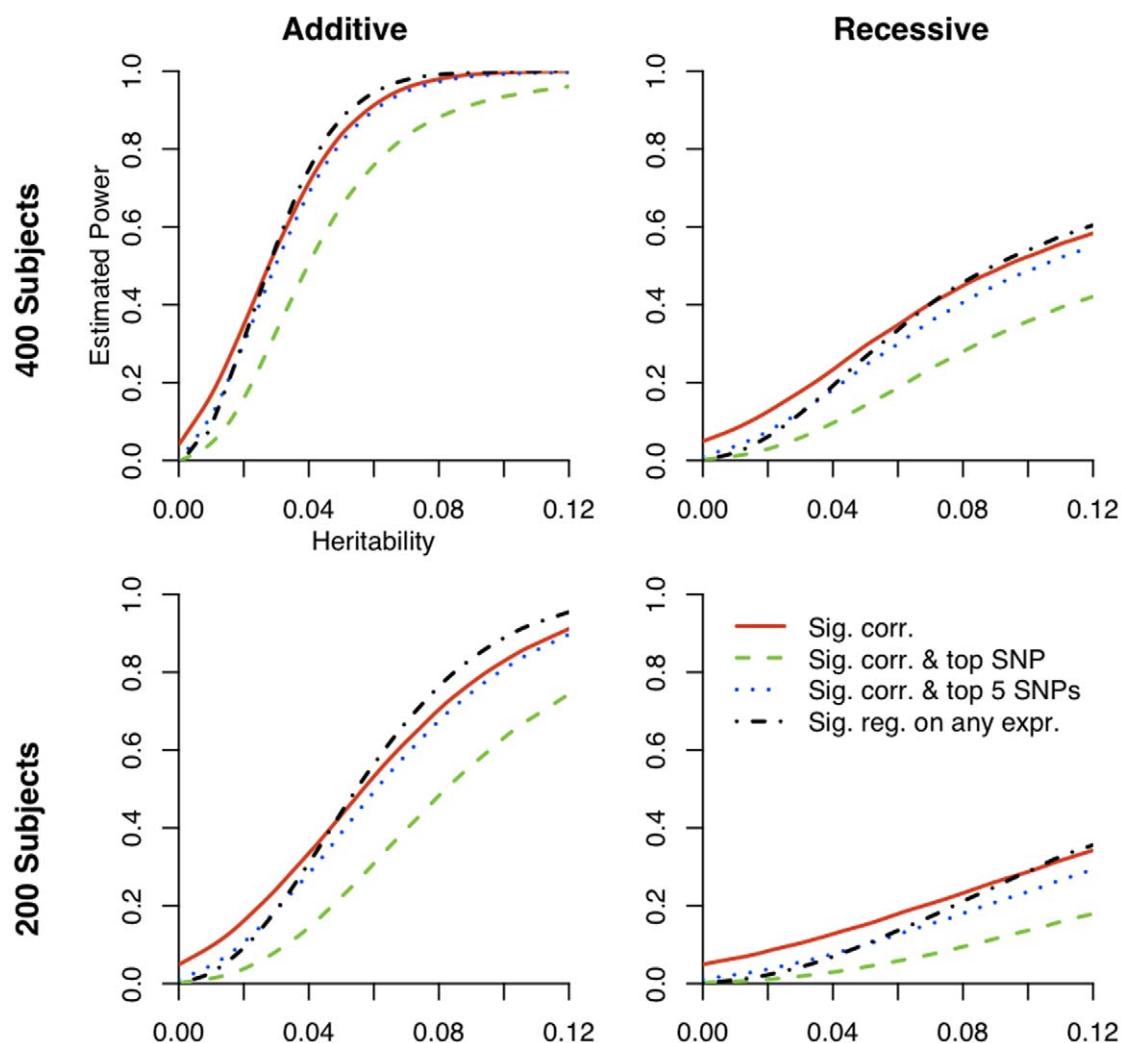 Additive
Recessive
400 Subjects
Estimated Power
1.0
0.8
0.6
0.4
0.2
0.0
0.00 0.04 0.08 0.12
Heritability
1.0
0.8
0.6
0.4
0.2
0.0
0.00 0.04 0.08 0.12
200 Subjects
1.0
0.8
0.6
0.4
0.2
0.0
0.00 0.04 0.08 0.12
1.0
0.8
0.6
0.4
0.2
0.0
0.00 0.04 0.08 0.12
Sig. corr.
Sig. corr. & top SNP
Sig. corr. & top 5 SNPs
Sig. reg. on any expr.